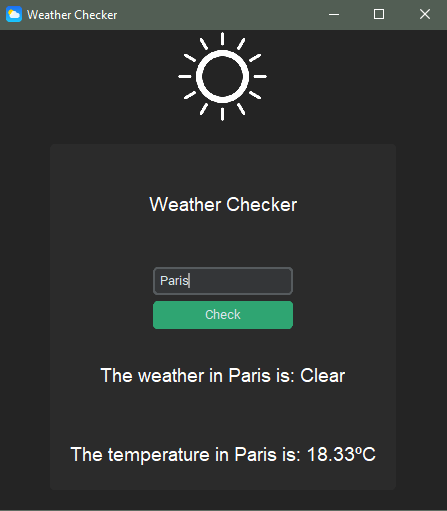 Weather Checker
Weather Checker
Paris
Check
The weather in Paris is: Clear
The temperature in Paris is: 18.33ºC